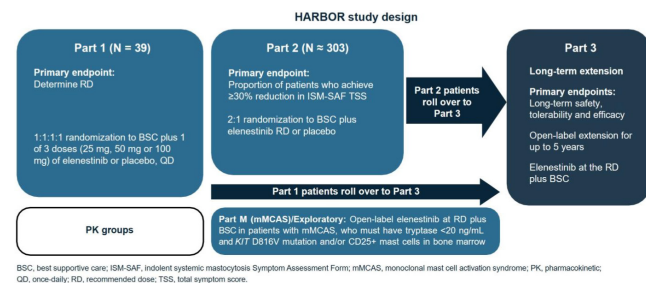 HARBOR study design
Part 1 (N = 39)
Primary endpoint:
Determine RD
1:1:1:1 randomization to BSC plus 1
of 3 doses (25 mg, 50 mg or 100
mg) of elenestinib or placebo, QD
Part 2 (N ≈ 303)
Primary endpoint:
Proportion of patients who achieve
≥30% reduction in ISM-SAF TSS
2:1 randomization to BSC plus
elenestinib RD or placebo
Part 2 patients
roll over to
Part 3
Part 3
Long-term extension
Primary endpoints:
Long-term safety,
tolerability and efficacy
Open-label extension for
up to 5 years
Elenestinib at the RD
plus BSC
Part 1 patients roll over to Part 3
PK groups
Part M (mMCAS)/Exploratory: Open-label elenestinib at RD plus
BSC in patients with mMCAS, who must have tryptase <20 ng/mL
and KIT D816V mutation and/or CD25+ mast cells in bone marrow
BSC, best supportive care; ISM-SAF, indolent systemic mastocytosis Symptom Assessment Form; mMCAS, monoclonal mast cell activation syndrome; PK, pharmacokinetic;
QD, once-daily; RD, recommended dose; TSS, total symptom score.